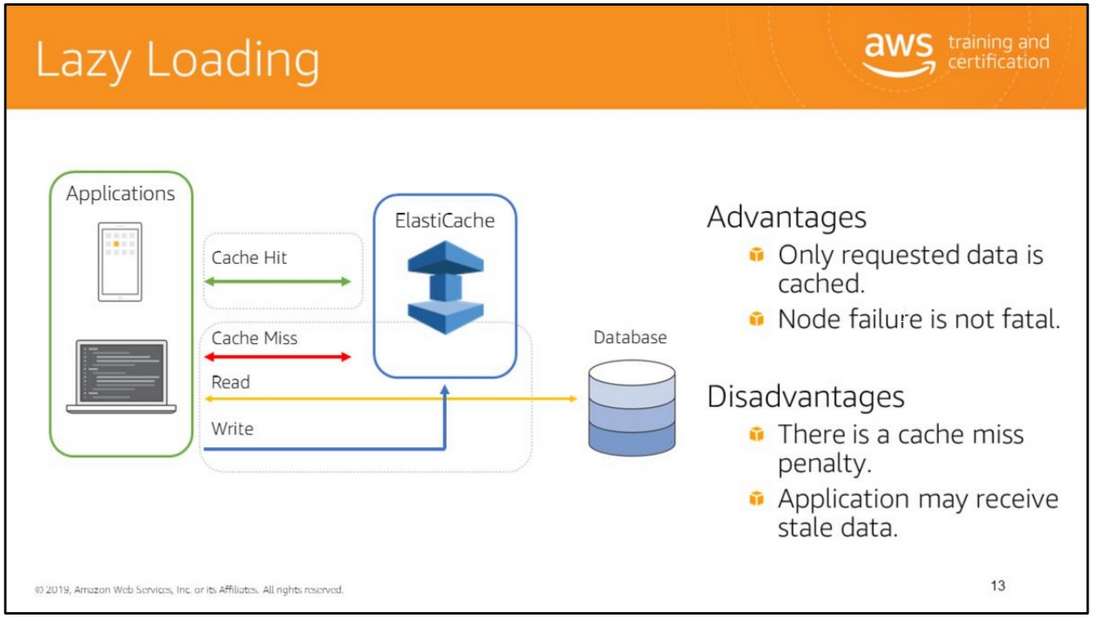 Lazy Loading
aws training and
certification
Applications
Cache Hit
Cache Miss
Read
Write
ElastiCache
Database
Advantages
Only requested data is
cached.
Node failure is not fatal.
Disadvantages
There is a cache miss
penalty.
Application may receive
stale data.
© 2019, Amazon Web Services, Inc. or its Affiliates. All rights reserved.
13